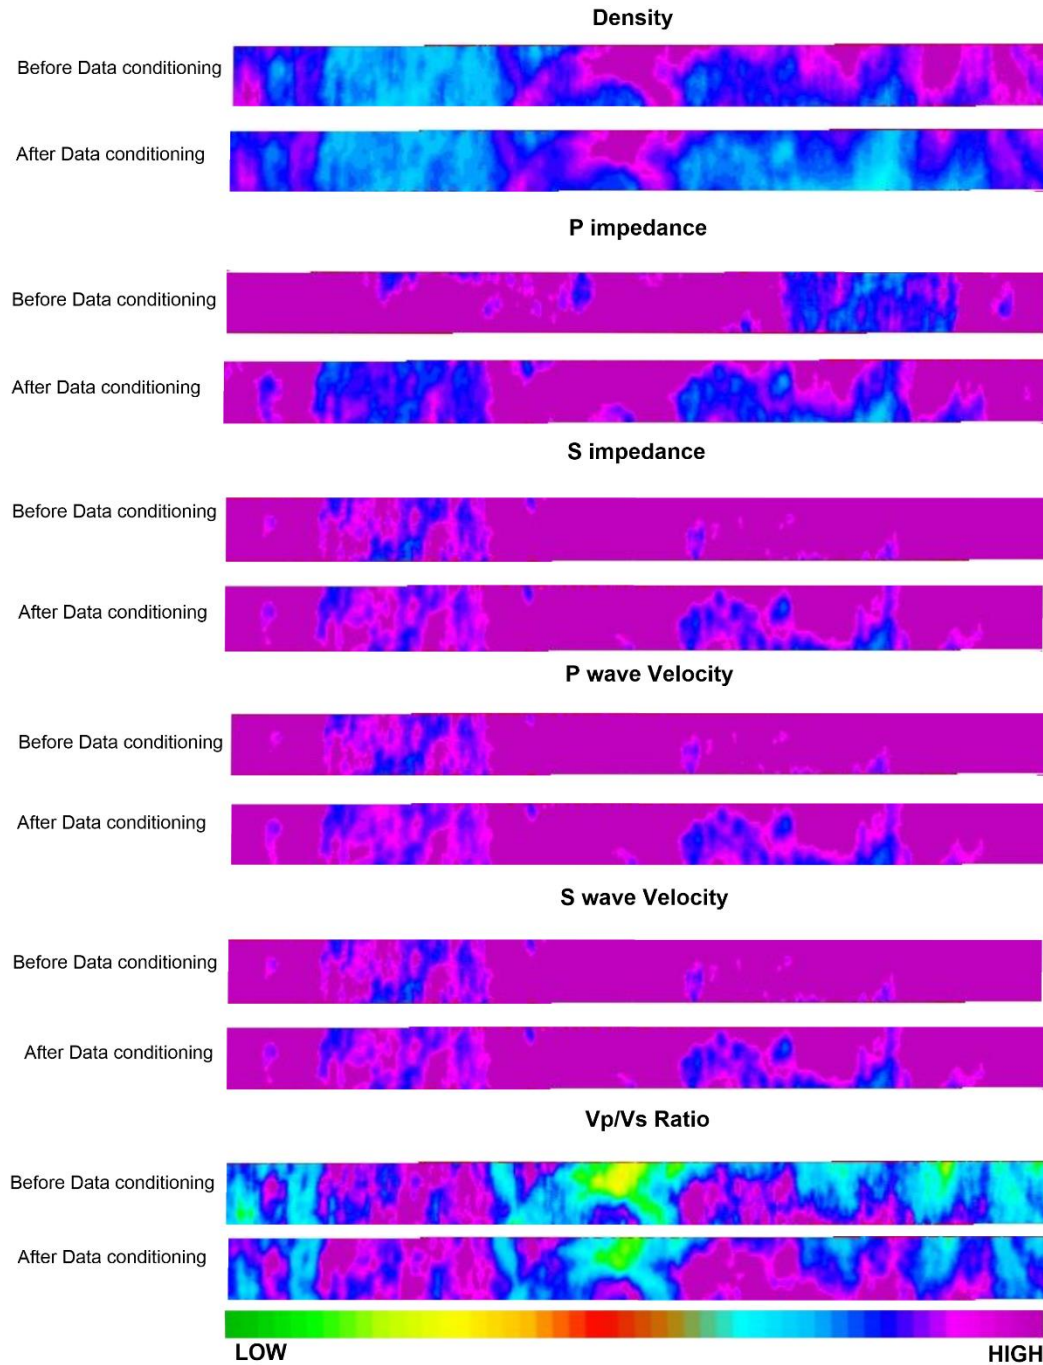 Density
Before Data conditioning
After Data conditioning
P impedance
Before Data conditioning
After Data conditioning
S impedance
Before Data conditioning
After Data conditioning
P wave Velocity
Before Data conditioning
After Data conditioning
S wave Velocity
Before Data conditioning
After Data conditioning
Vp/Vs Ratio
Before Data conditioning
After Data conditioning
LOW HIGH